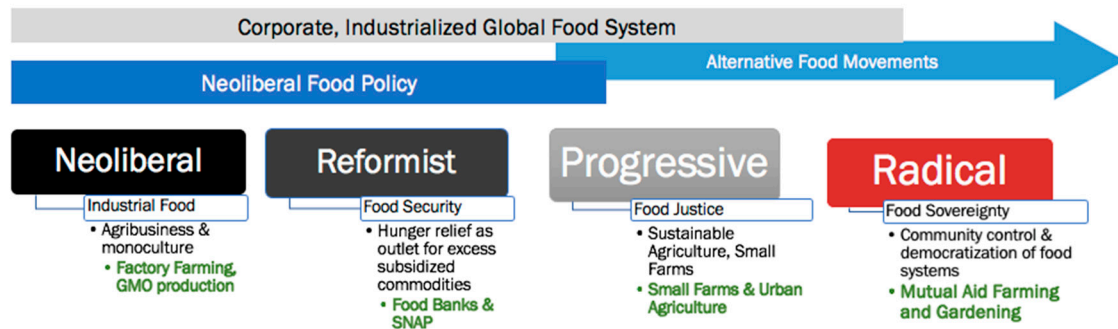 Corporate, Industrialized Global Food System
Alternative Food Movements
Neoliberal Food Policy
Neoliberal
Industrial Food
• Agribusiness &
monoculture
• Factory Farming,
GMO production
Reformist
Food Security
• Hunger relief as
outlet for excess
subsidized
commodities
• Food Banks &
SNAP
Progressive
Food Justice
• Sustainable
Agriculture, Small
Farms
• Small Farms & Urban
Agriculture
Radical
Food Sovereignty
• Community control &
democratization of food
systems
• Mutual Aid Farming
and Gardening